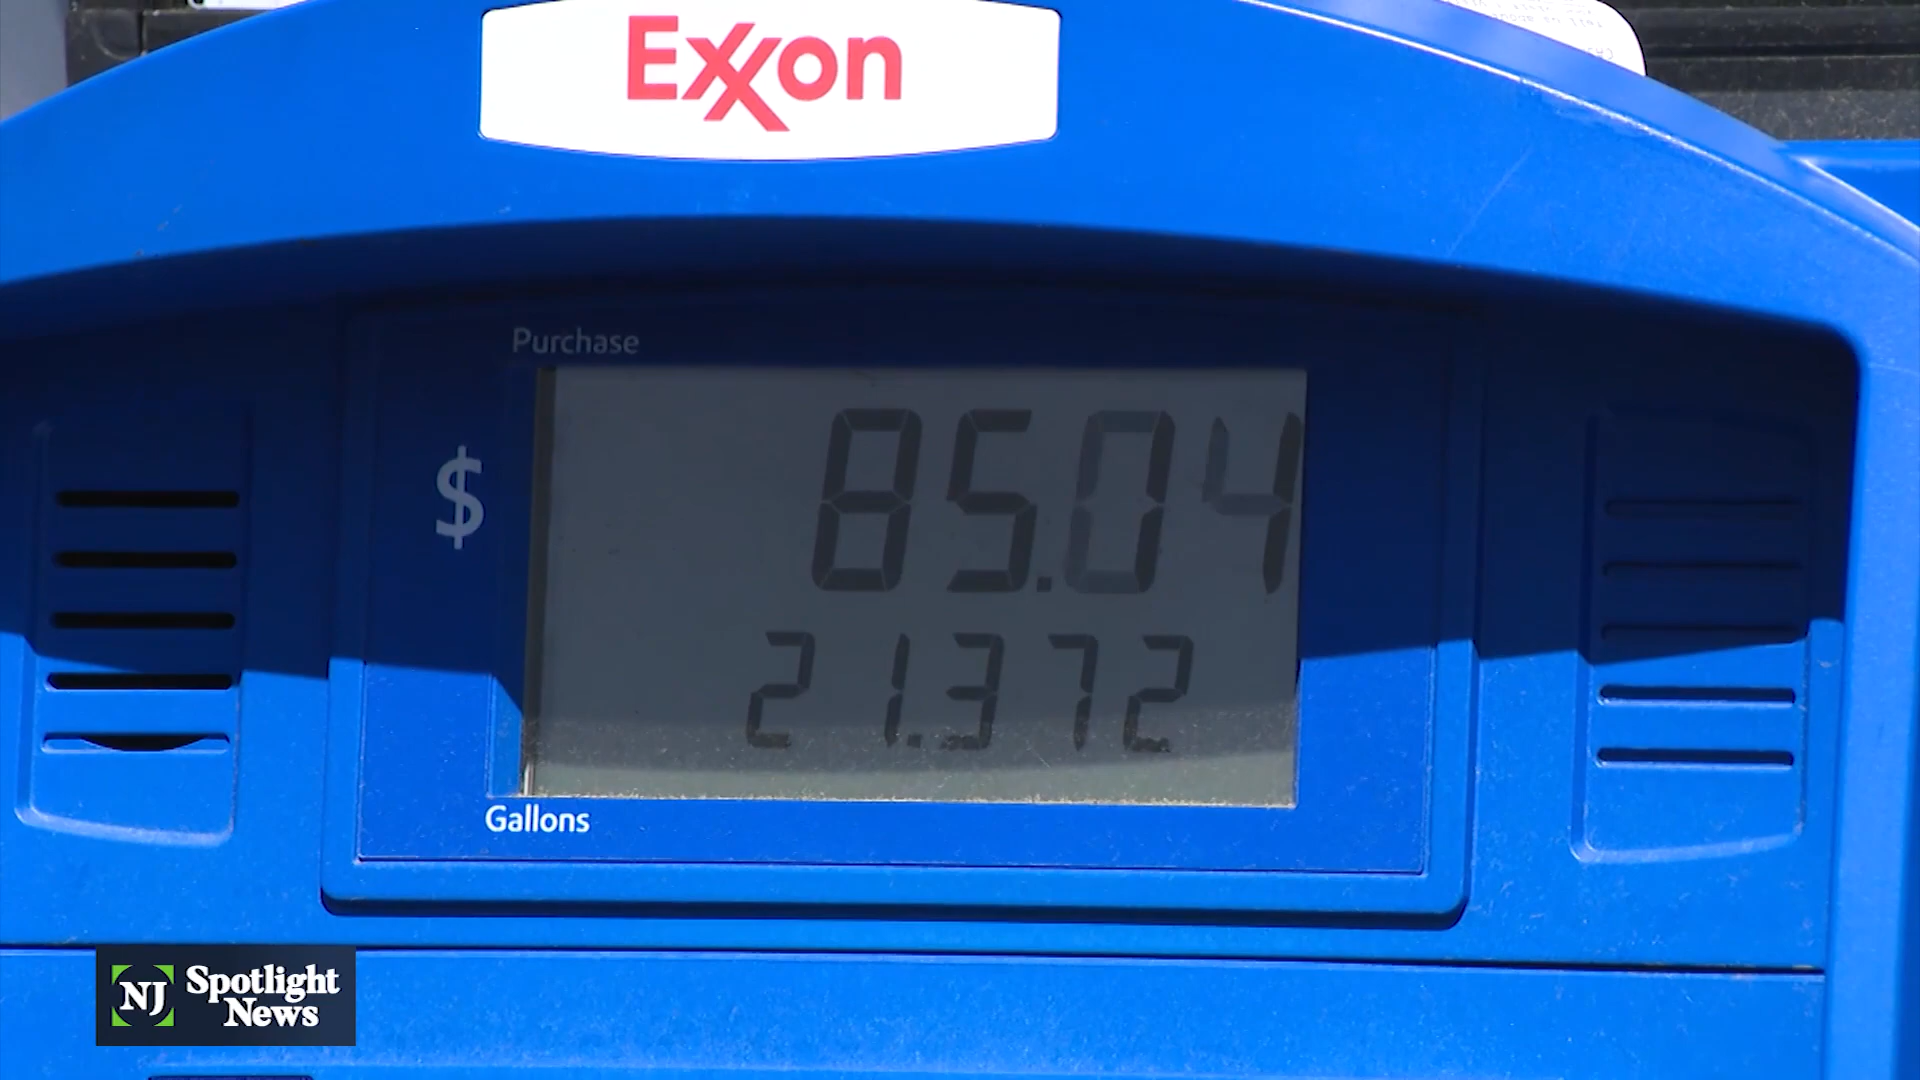 Exxon
Purchase
$
85.04
21.372
Gallons
NJ Spotlight
News